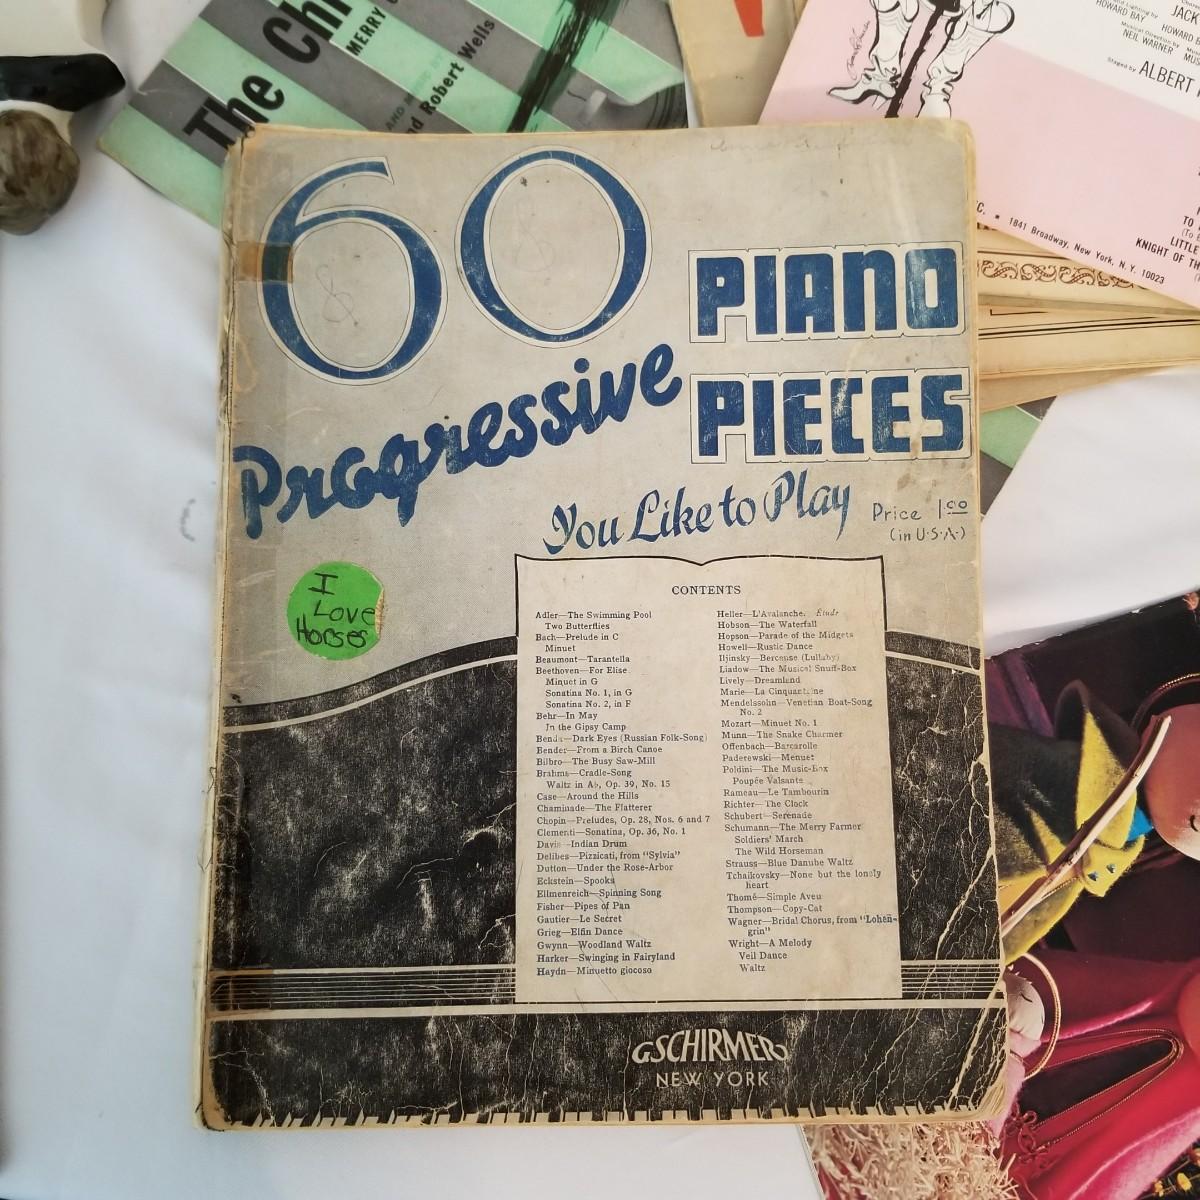 The Ch
MERRY
and Robert Wells
HOWARD BAY
JACK
HOWARD B
Musical Direction by
NEIL WARNER
MUS
Staged by ALBERT
C. • 1841 Broadway, New York, N. Y. 10023
TO
LITTLE
KNIGHT OF TH
60
PIANO
Progressive
PIECES
You Like to Play
Price 1.00
(in U.S.A.)
I
Love
Horses
CONTENTS
Adler—The Swimming Pool
Two Butterflies
Bach—Prelude in C
Minuet
Beaumont—Tarantella
Beethoven—For Elise
Minuet in G
Sonatina No. 1, in G
Sonatina No. 2, in F
Behr—In May
In the Gipsy Camp
Benda—Dark Eyes (Russian Folk-Song)
Bender—From a Birch Canoe
Bilbro—The Busy Saw-Mill
Brahms—Cradle-Song
Waltz in A♭, Op. 39, No. 15
Case—Around the Hills
Chaminade—The Flatterer
Chopin—Preludes, Op. 28, Nos. 6 and 7
Clementi—Sonatina, Op. 36, No. 1
Davis—Indian Drum
Delibes—Pizzicati, from "Sylvia"
Dutton—Under the Rose-Arbor
Eckstein—Spooks
Ellmenreich—Spinning Song
Fisher—Pipes of Pan
Gautier—Le Secret
Grieg—Elfin Dance
Gwynn—Woodland Waltz
Harker—Swinging in Fairyland
Haydn—Minuetto giocoso
Heller—L'Avalanche. Étude
Hobson—The Waterfall
Hopson—Parade of the Midgets
Howell—Rustic Dance
Iljinsky—Berceuse (Lullaby)
Liadow—The Musical Snuff-Box
Lively—Dreamland
Marie—La Cinquantaine
Mendelssohn—Venetian Boat-Song
No. 2
Mozart—Minuet No. 1
Munn—The Snake Charmer
Offenbach—Barcarolle
Paderewski—Menuet
Poldini—The Music-Box
Poupée Valsante
Rameau—Le Tambourin
Richter—The Clock
Schubert—Serenade
Schumann—The Merry Farmer
Soldiers' March
The Wild Horseman
Strauss—Blue Danube Waltz
Tchaikovsky—None but the lonely
heart
Thomé—Simple Aveu
Thompson—Copy-Cat
Wagner—Bridal Chorus, from "Lohen-
grin"
Wright—A Melody
Veil Dance
Waltz
G SCHIRMER
NEW YORK